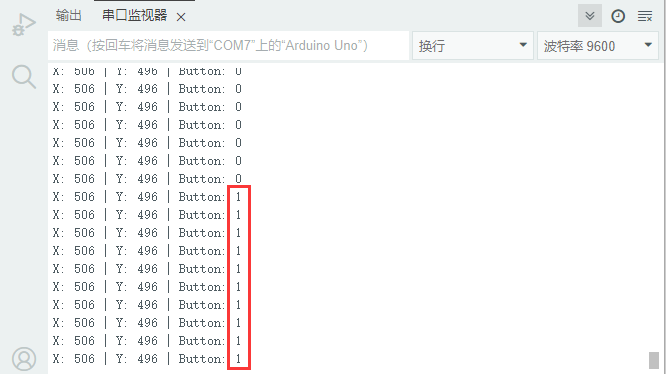 输出 串口监视器
消息（按回车将消息发送到“COM7”上的“Arduino Uno”） 换行 波特率 9600
X: 506 | Y: 496 | Button: 0
X: 506 | Y: 496 | Button: 0
X: 506 | Y: 496 | Button: 0
X: 506 | Y: 496 | Button: 0
X: 506 | Y: 496 | Button: 0
X: 506 | Y: 496 | Button: 0
X: 506 | Y: 496 | Button: 0
X: 506 | Y: 496 | Button: 1
X: 506 | Y: 496 | Button: 1
X: 506 | Y: 496 | Button: 1
X: 506 | Y: 496 | Button: 1
X: 506 | Y: 496 | Button: 1
X: 506 | Y: 496 | Button: 1
X: 506 | Y: 496 | Button: 1
X: 506 | Y: 496 | Button: 1
X: 506 | Y: 496 | Button: 1
X: 506 | Y: 496 | Button: 1